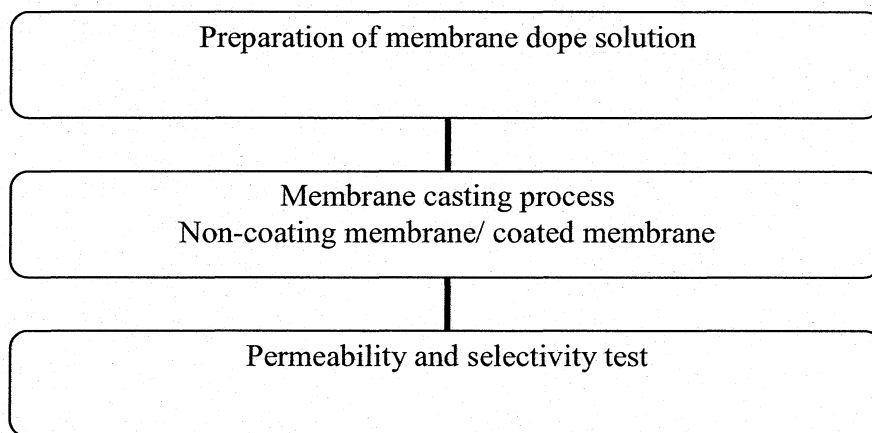 Preparation of membrane dope solution
Membrane casting process
Non-coating membrane/ coated membrane
Permeability and selectivity test